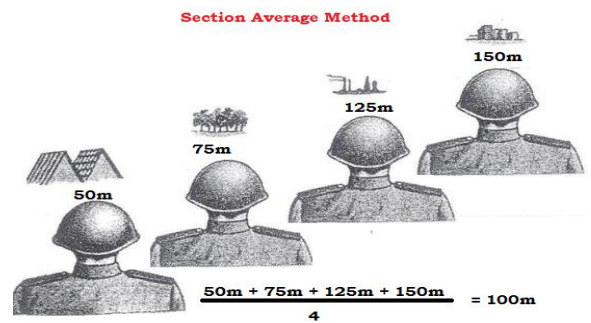 Section Average Method
150m
125m
75m
50m
50m + 75m + 125m + 150m
= 100m
4